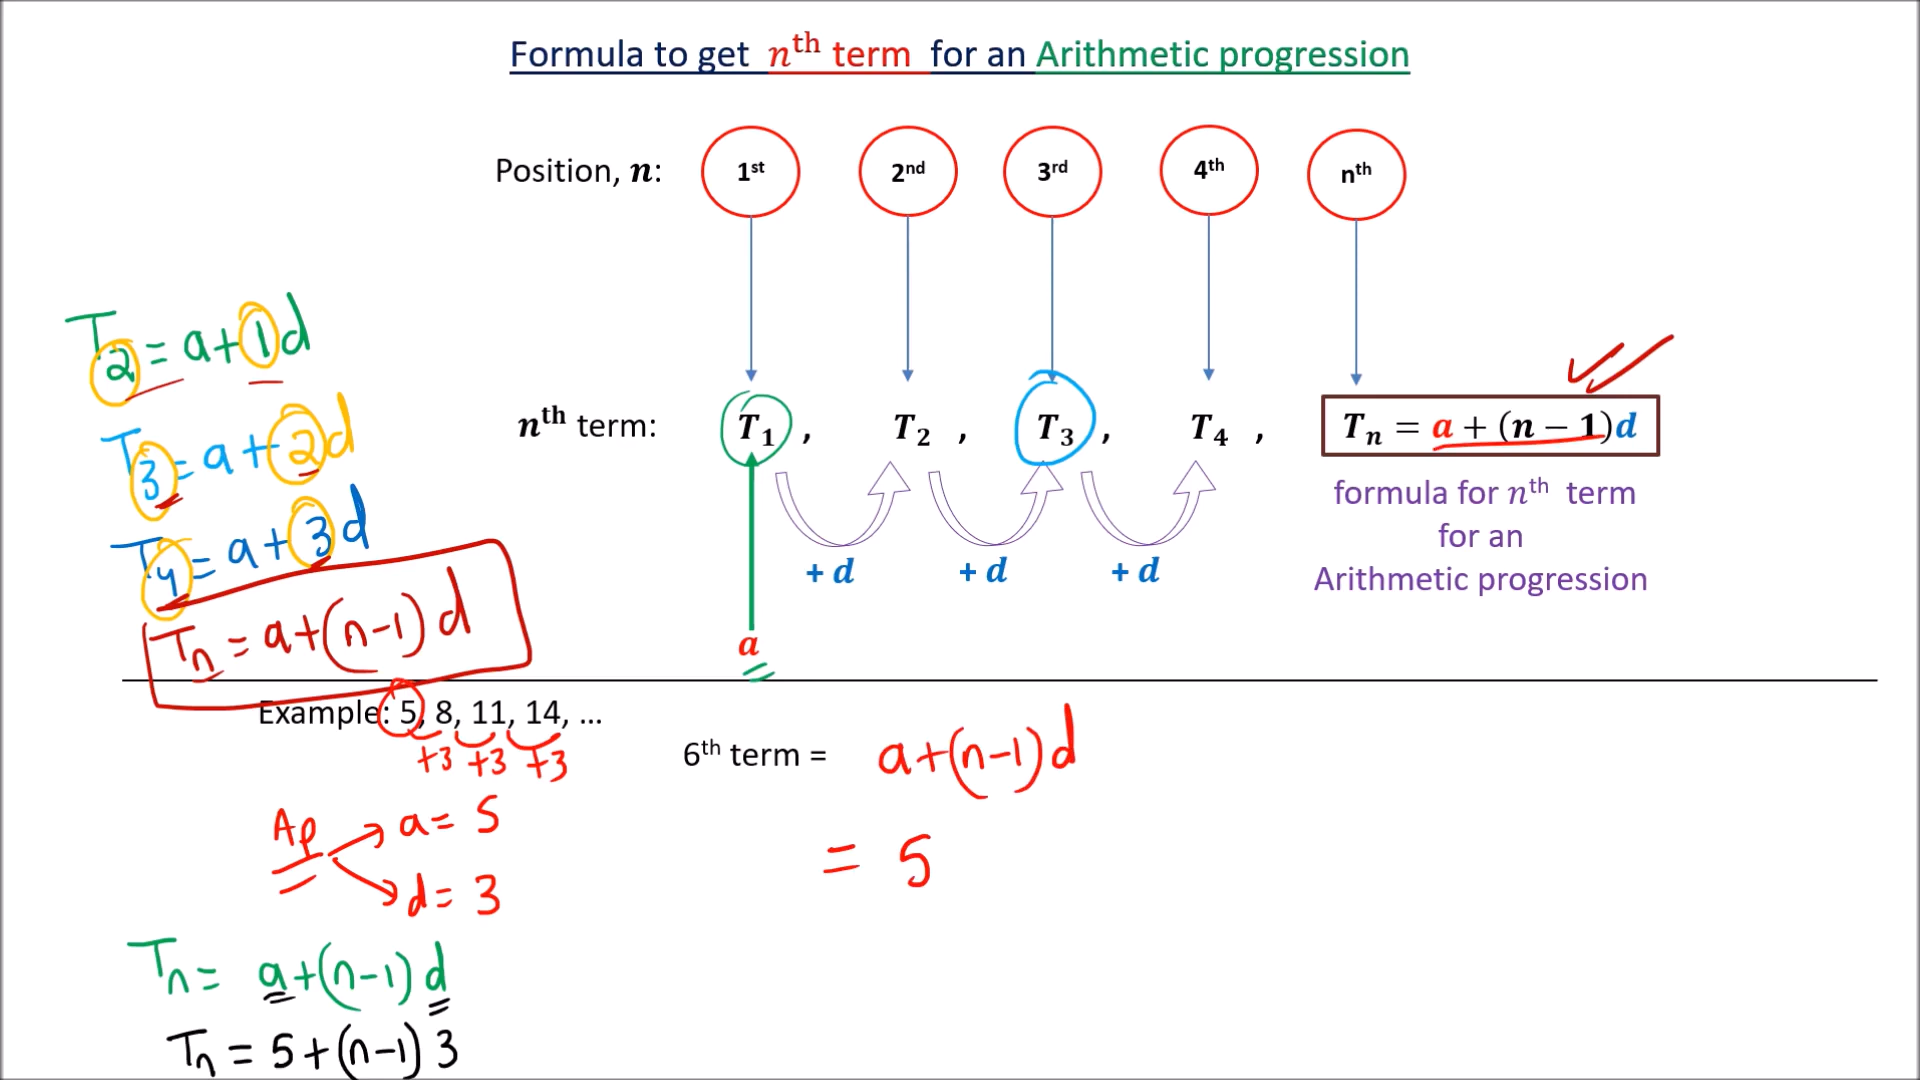 Formula to get nth term for an Arithmetic progression
Position, n: 1st 2nd 3rd 4th nth
T2 = a+1d
T3 = a+2d
T4 = a+3d
Tn = a+(n-1)d
nth term: T1 , T2 , T3 , T4 , Tn = a + (n − 1)d
+ d + d + d
formula for nth term
for an
Arithmetic progression
a
Example: 5, 8, 11, 14, ...
+3 +3 +3
6th term = a+(n-1)d
= 5
Ap
a= 5
d= 3
Tn= a+(n-1)d
Tn = 5+(n-1)3